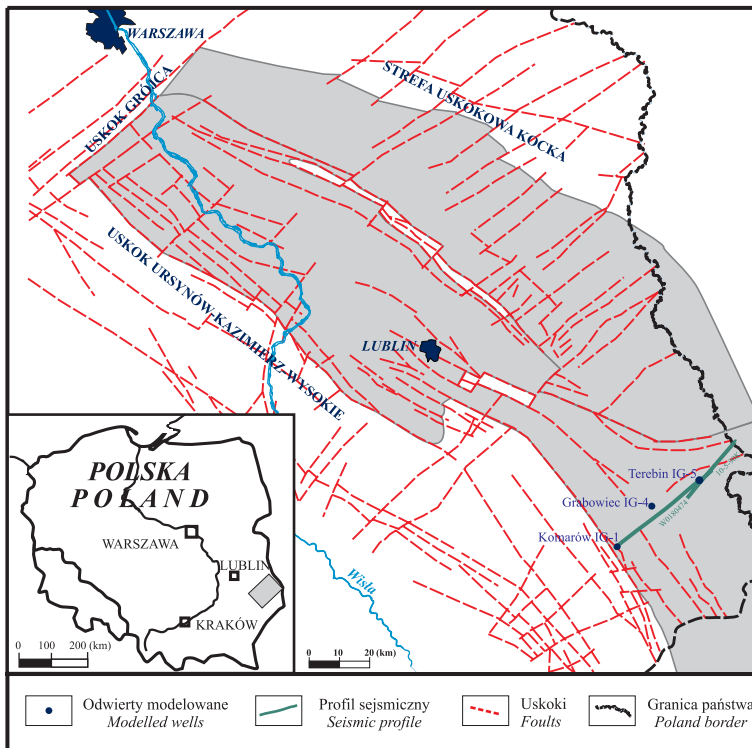 WARSZAWA
USKOK GRÓJCA
STREFA USKOKOWA KOCKA
USKOK URSYNÓW-KAZIMIERZ-WYSOKIE
LUBLIN
Terebin IG-5
Grabowiec IG-4
Komarów IG-1
W0180474
Wisła
POLSKA
POLAND
WARSZAWA
LUBLIN
KRAKÓW
0 100 200 (km)
0 10 20 (km)
Odwierty modelowane
Modelled wells
Profil sejsmiczny
Seismic profile
Uskoki
Foults
Granica państwa
Poland border